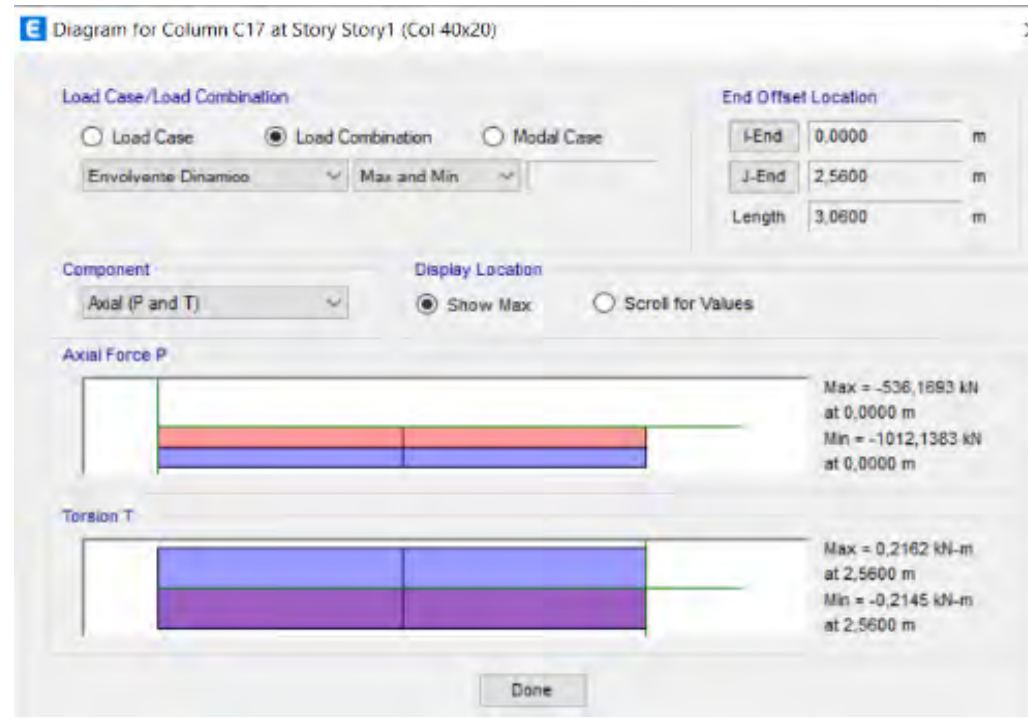 E Diagram for Column C17 at Story Story1 (Col 40x20)
Load Case/Load Combination
Load Case Load Combination Modal Case
Envolvente Dinamico Max and Min
End Offset Location
I-End 0,0000 m
J-End 2,5600 m
Length 3,0600 m
Component
Axial (P and T)
Display Location
Show Max Scroll for Values
Axial Force P
Max = -536,1693 kN
at 0,0000 m
Min = -1012,1383 kN
at 0,0000 m
Torsion T
Max = 0,2162 kN-m
at 2,5600 m
Min = -0,2145 kN-m
at 2,5600 m
Done